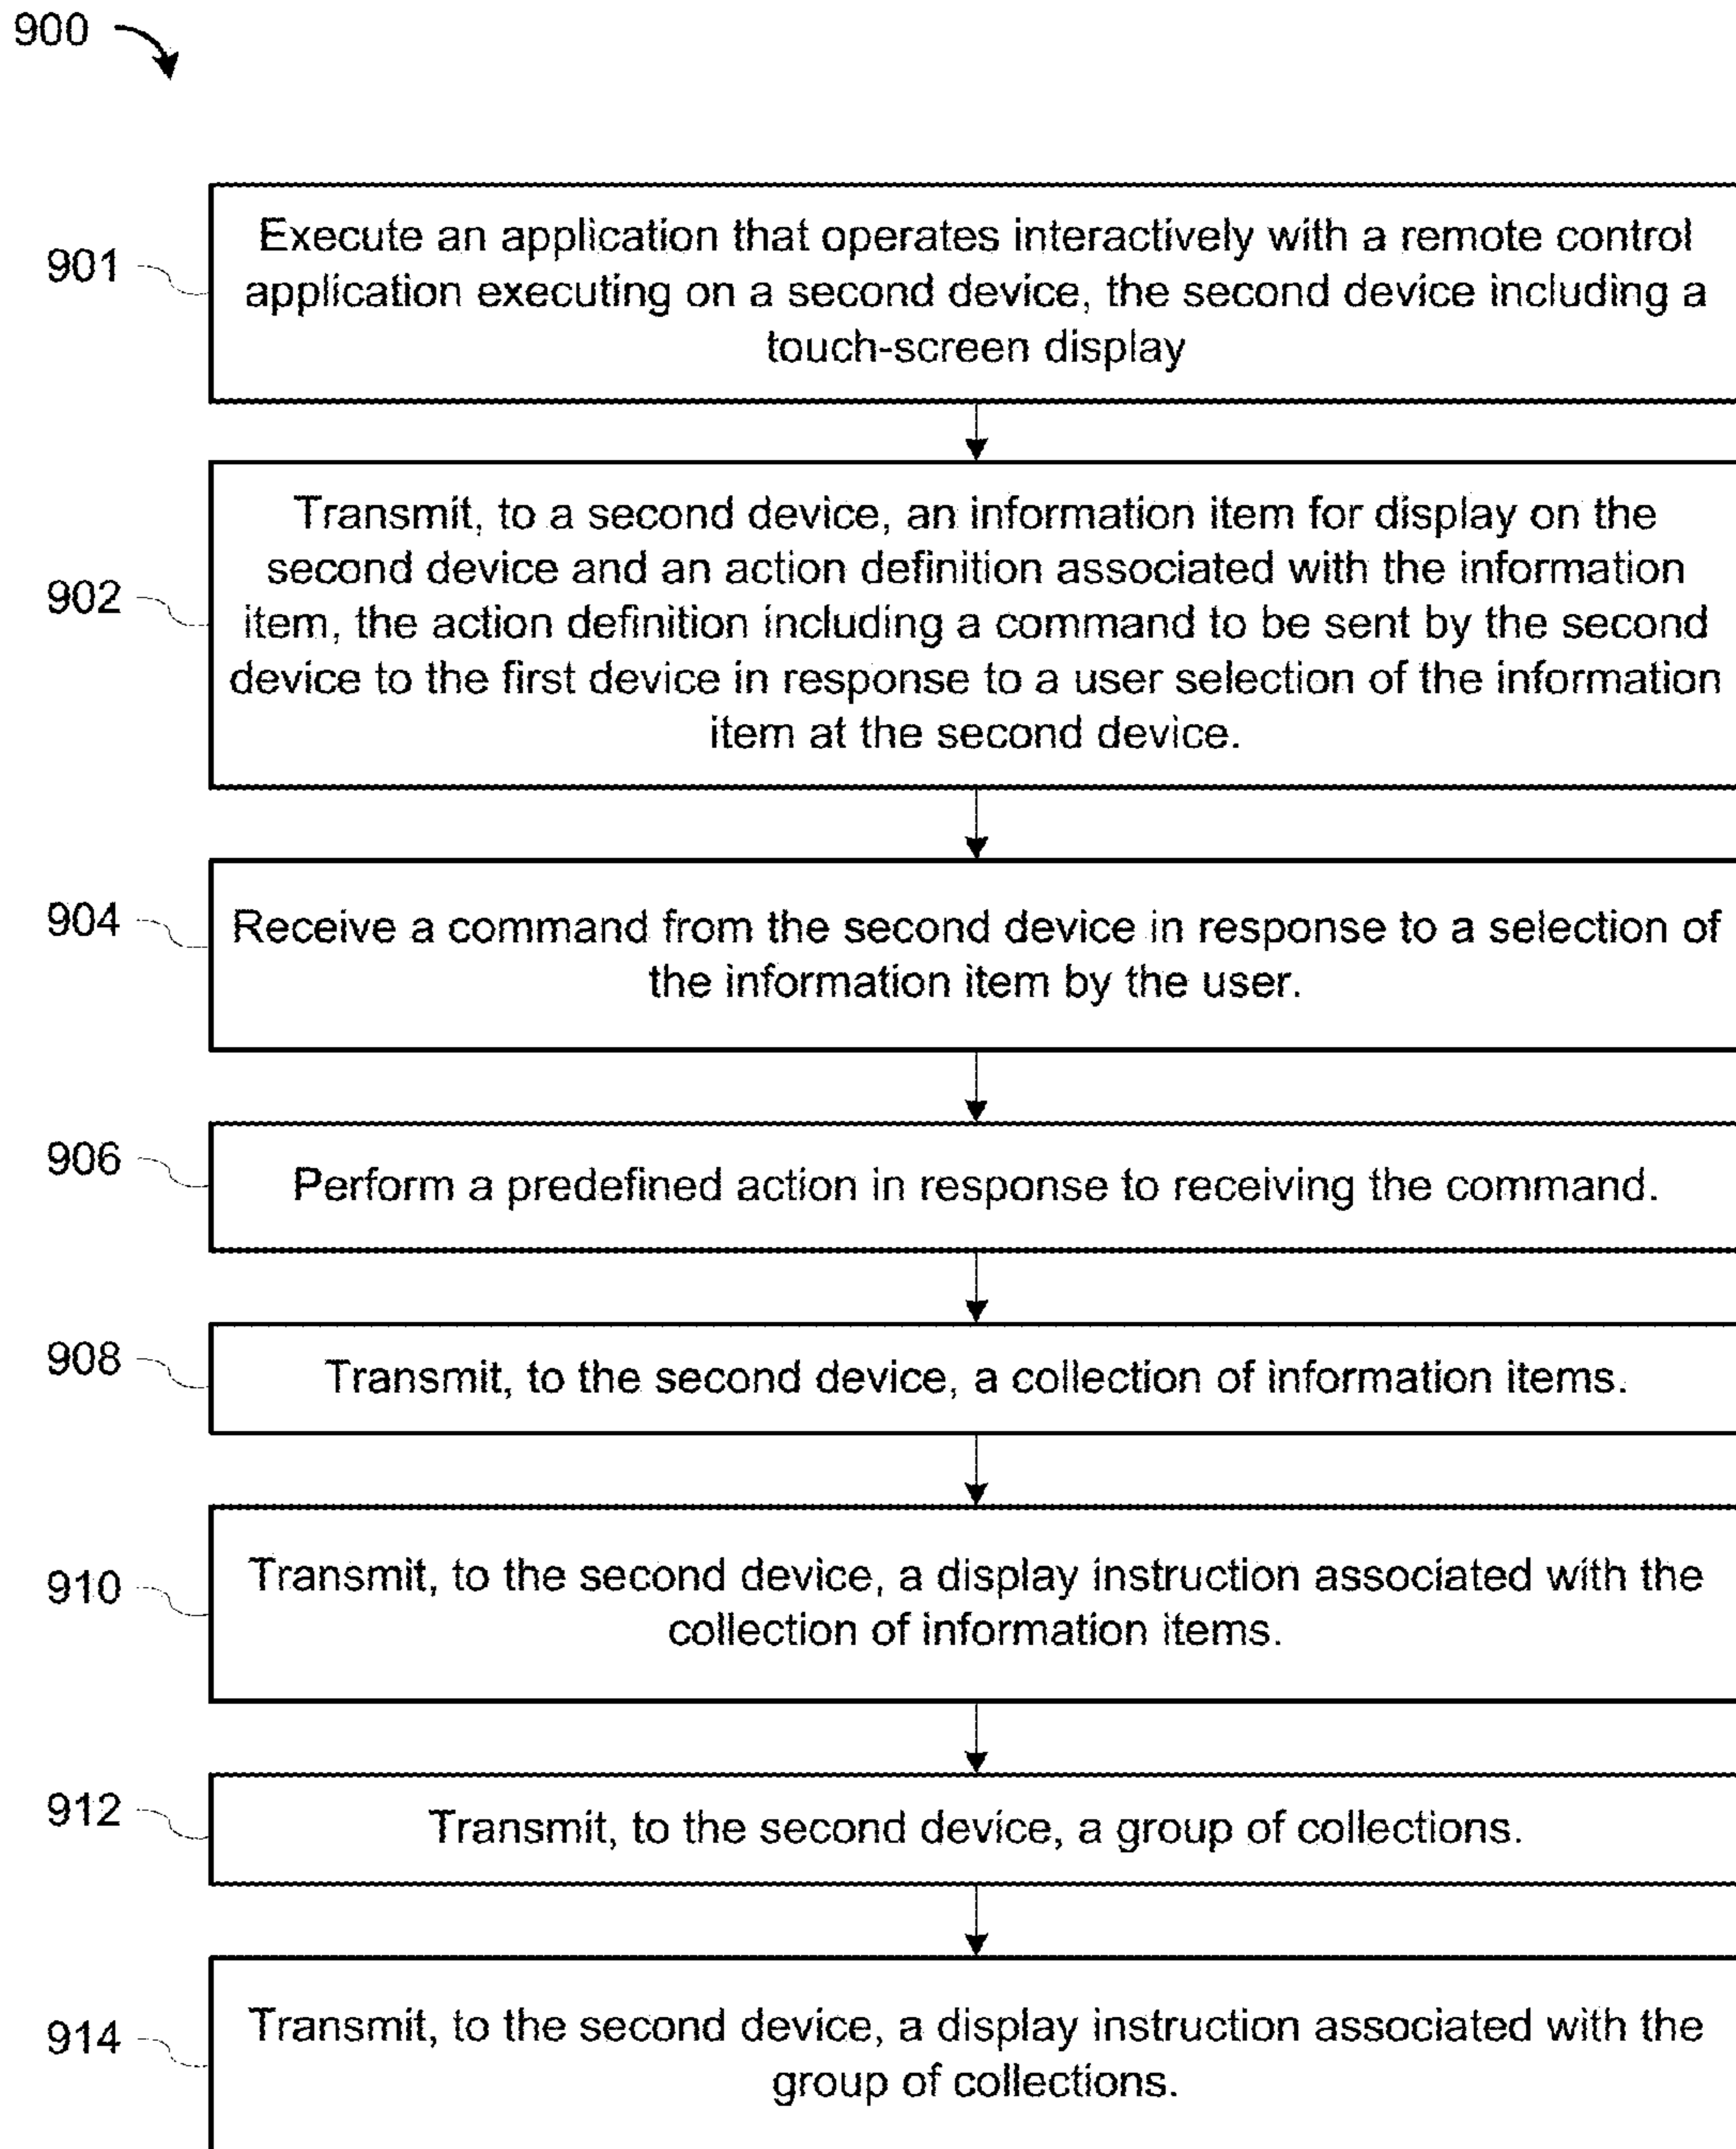 900
901
Execute an application that operates interactively with a remote control
application executing on a second device, the second device including a
touch-screen display
902
Transmit, to a second device, an information item for display on the
second device and an action definition associated with the information
item, the action definition including a command to be sent by the second
device to the first device in response to a user selection of the information
item at the second device.
904
Receive a command from the second device in response to a selection of
the information item by the user.
906
Perform a predefined action in response to receiving the command.
908
Transmit, to the second device, a collection of information items.
910
Transmit, to the second device, a display instruction associated with the
collection of information items.
912
Transmit, to the second device, a group of collections.
914
Transmit, to the second device, a display instruction associated with the
group of collections.